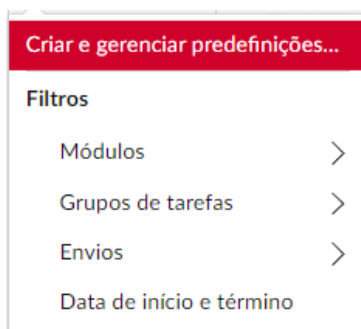 Criar e gerenciar predefinições...
Filtros
Módulos
Grupos de tarefas
Envios
Data de início e término